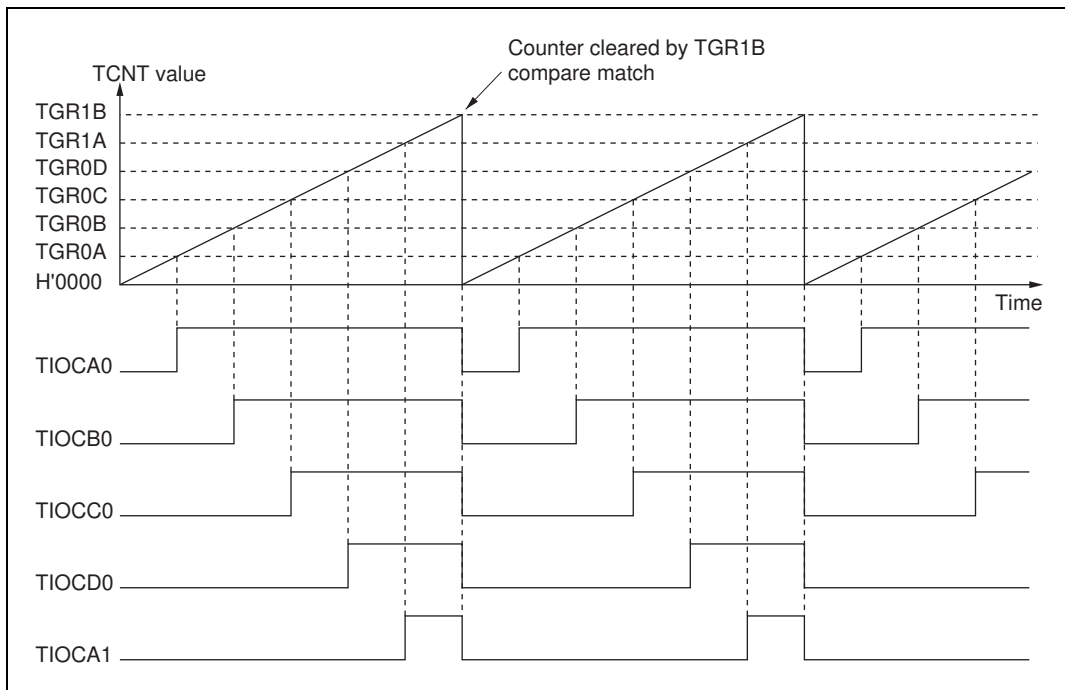 Counter cleared by TGR1B
compare match
TCNT value
TGR1B
TGR1A
TGR0D
TGR0C
TGR0B
TGR0A
H'0000
Time
TIOCA0
TIOCB0
TIOCC0
TIOCD0
TIOCA1